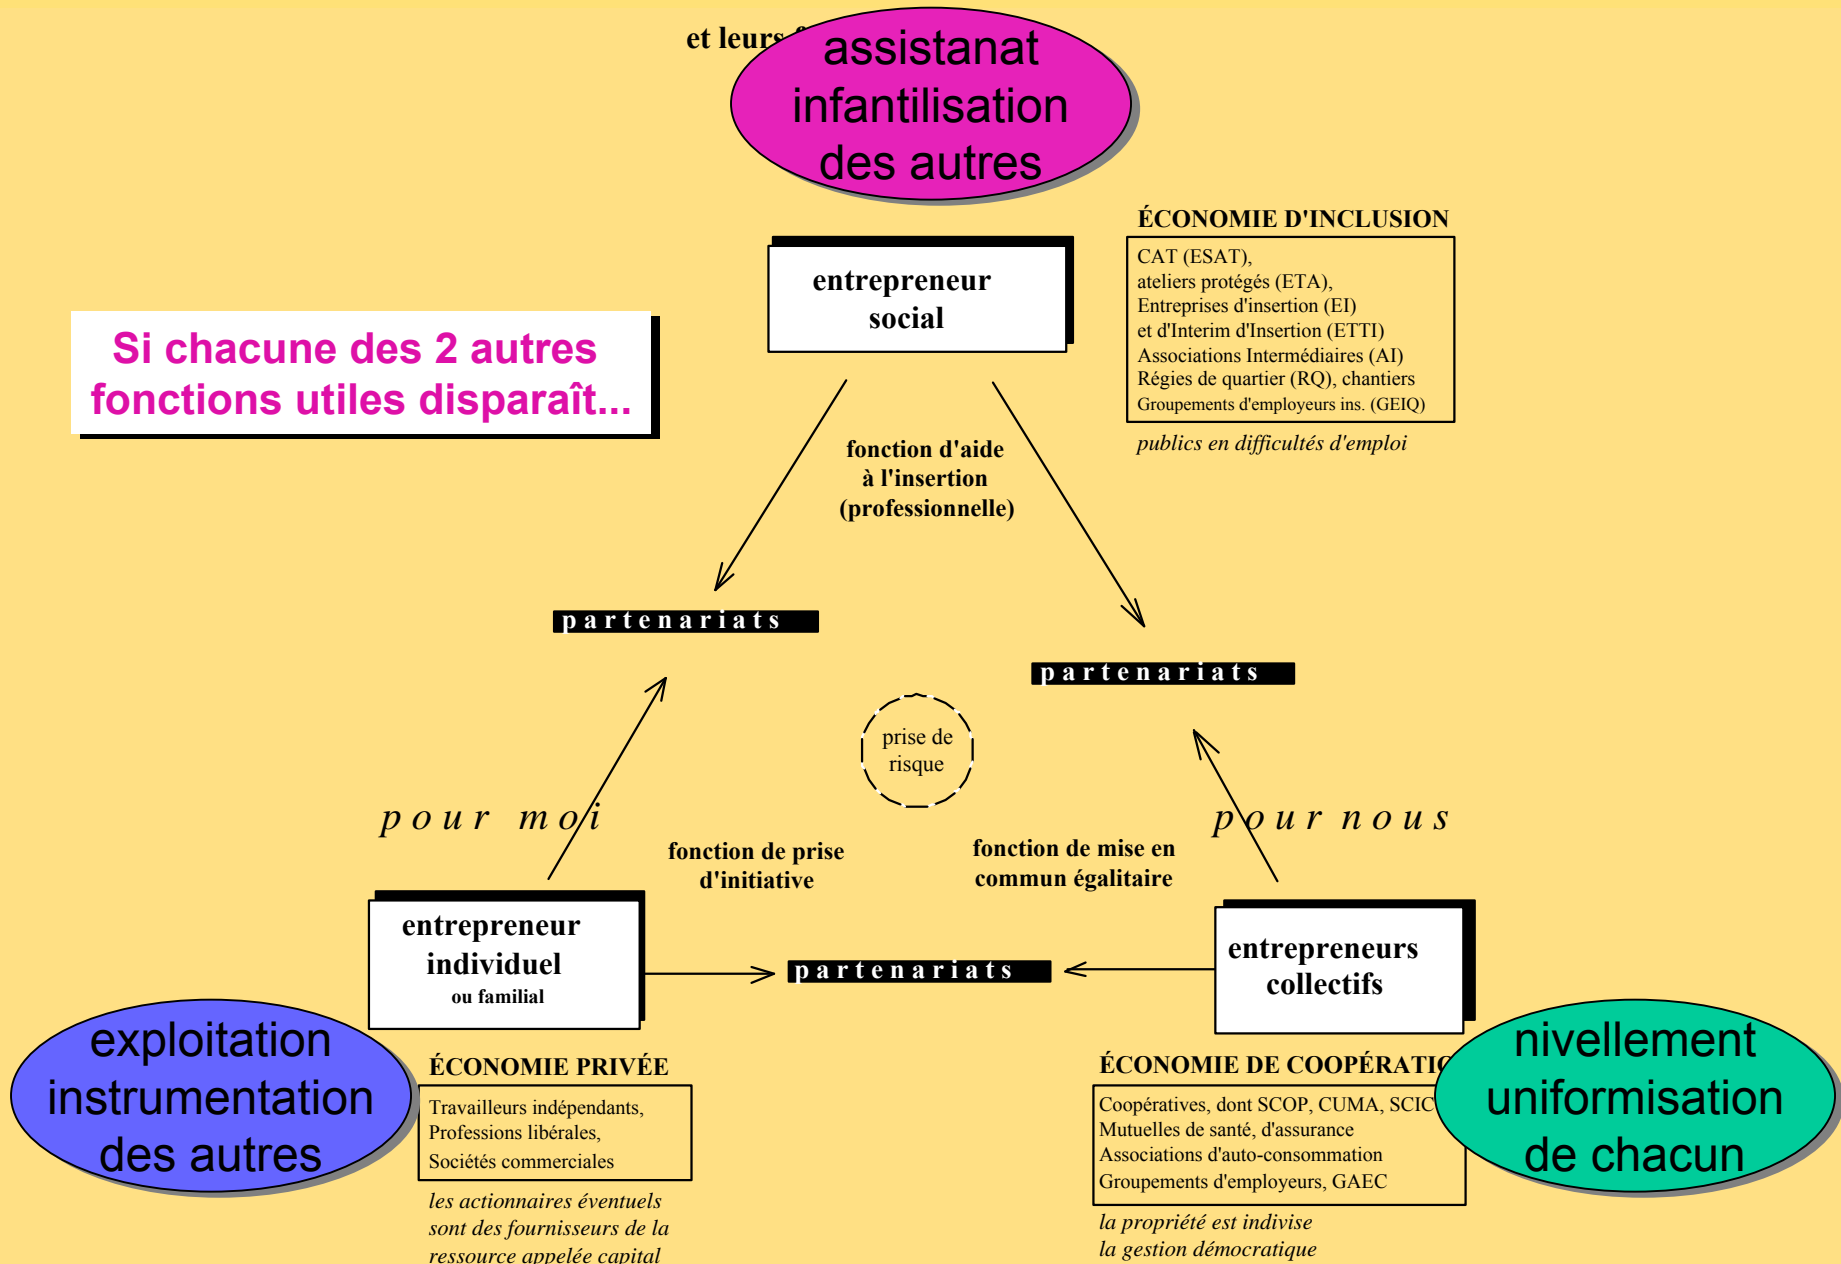 et leurs
assistanat
infantilisation
des autres
ÉCONOMIE D'INCLUSION
CAT (ESAT),
ateliers protégés (ETA),
Entreprises d'insertion (EI)
et d'Interim d'Insertion (ETTI)
Associations Intermédiaires (AI)
Régies de quartier (RQ), chantiers
Groupements d'employeurs ins. (GEIQ)
publics en difficultés d'emploi
entrepreneur
social
Si chacune des 2 autres
fonctions utiles disparaît...
fonction d'aide
à l'insertion
(professionnelle)
partenariats
partenariats
prise de
risque
pour moi
pour nous
fonction de prise
d'initiative
fonction de mise en
commun égalitaire
entrepreneur
individuel
ou familial
partenariats
entrepreneurs
collectifs
exploitation
instrumentation
des autres
ÉCONOMIE PRIVÉE
Travailleurs indépendants,
Professions libérales,
Sociétés commerciales
les actionnaires éventuels
sont des fournisseurs de la
ressource appelée capital
ÉCONOMIE DE
Coopératives, dont SCOP, CUMA, SCIC
Mutuelles de santé, d'assurance
Associations d'auto-consommation
Groupements d'employeurs, GAEC
la propriété est indivise
la gestion démocratique
nivellement
uniformisation
de chacun